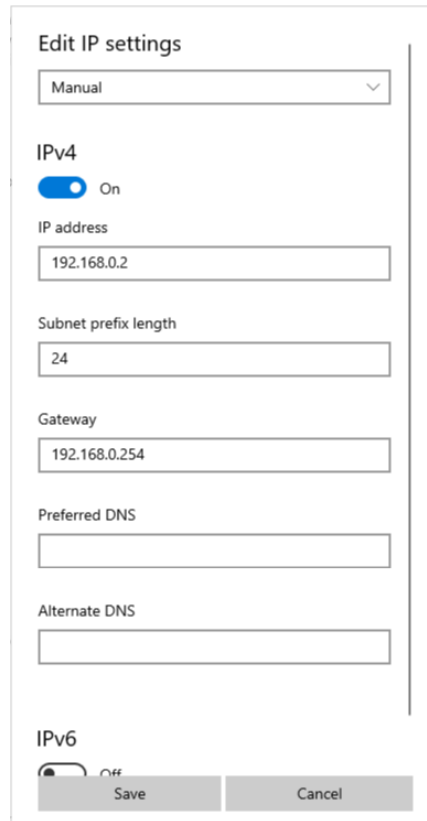 Edit IP settings
Manual
IPv4
On
IP address
192.168.0.2
Subnet prefix length
24
Gateway
192.168.0.254
Preferred DNS
Alternate DNS
IPv6
Off
Save
Cancel